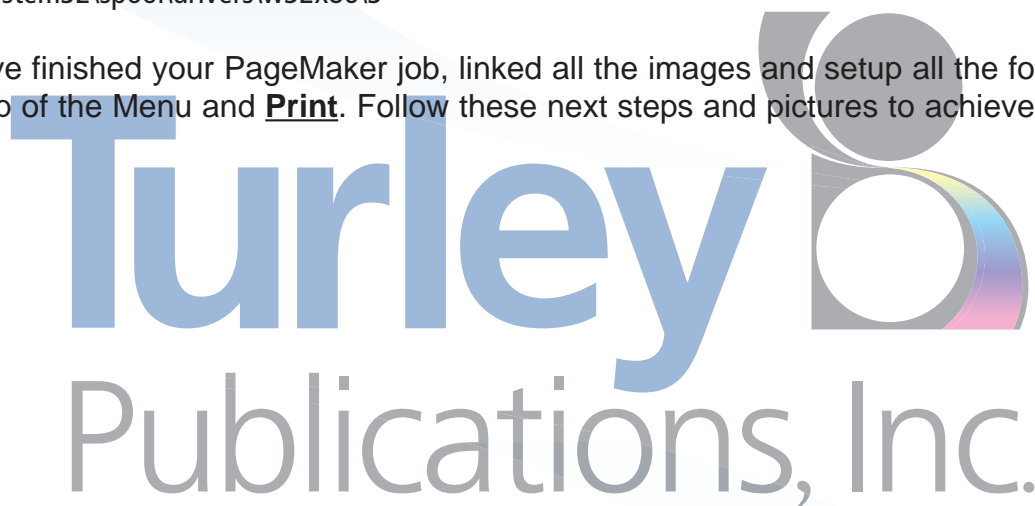 stem32\spool\drivers\w32x86\3
ve finished your PageMaker job, linked all the images and setup all the fo
p of the Menu and Print. Follow these next steps and pictures to achieve
Turley
Publications, Inc.